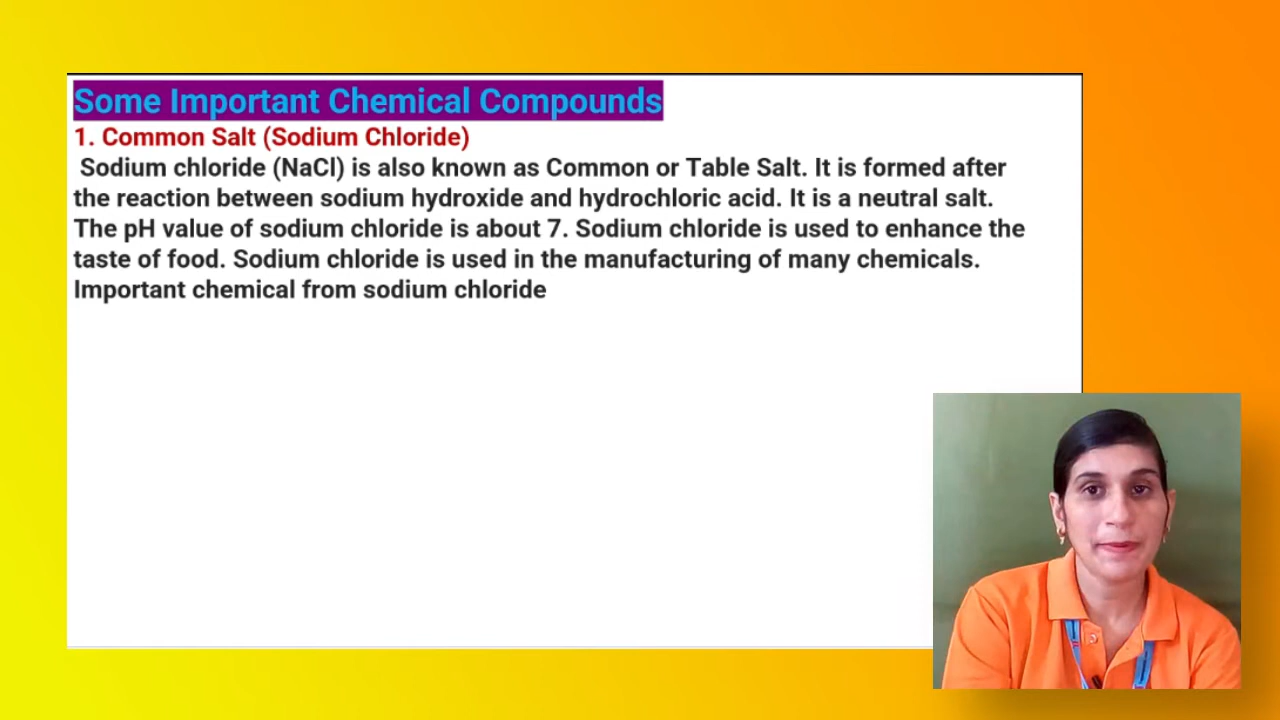 Some Important Chemical Compounds
1. Common Salt (Sodium Chloride)
Sodium chloride (NaCl) is also known as Common or Table Salt. It is formed after
the reaction between sodium hydroxide and hydrochloric acid. It is a neutral salt.
The pH value of sodium chloride is about 7. Sodium chloride is used to enhance the
taste of food. Sodium chloride is used in the manufacturing of many chemicals.
Important chemical from sodium chloride